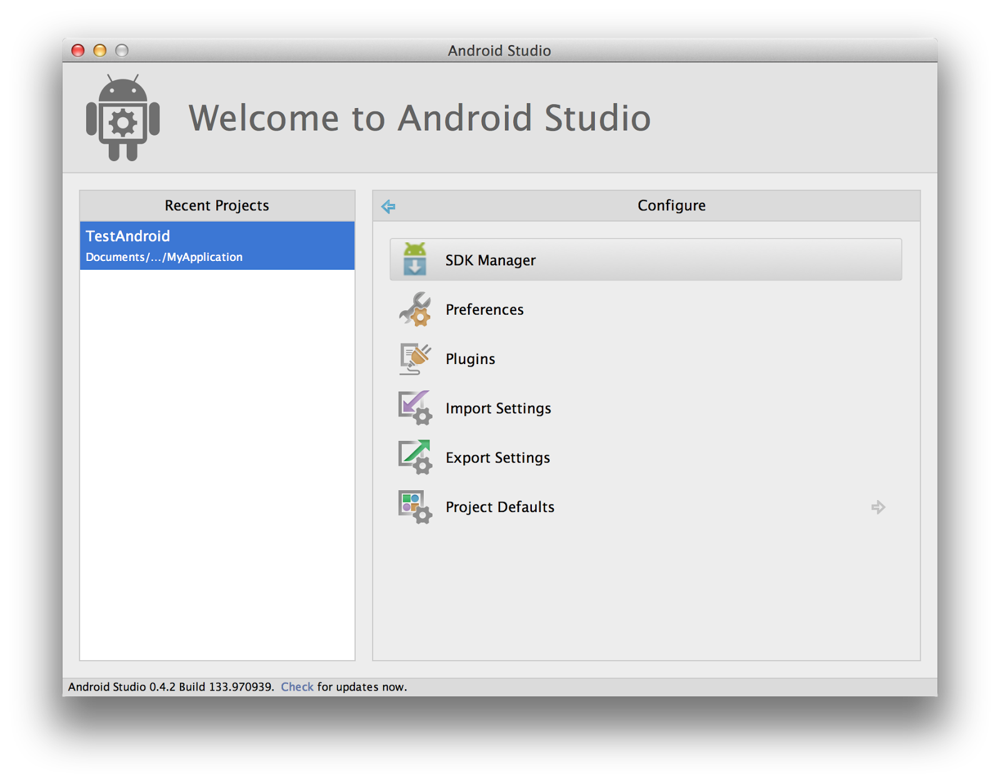 Android Studio
Welcome to Android Studio
Recent Projects
TestAndroid
Documents/.../MyApplication
Configure
SDK Manager
Preferences
Plugins
Import Settings
Export Settings
Project Defaults
Android Studio 0.4.2 Build 133.970939. Check for updates now.